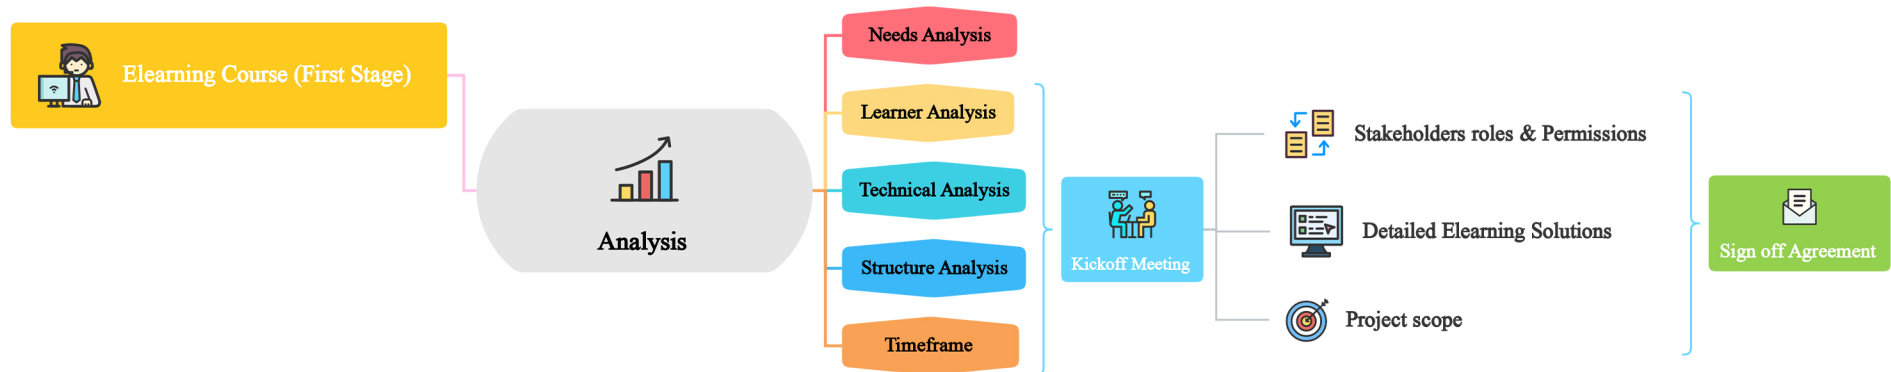 Elearning Course (First Stage)
Analysis
Needs Analysis
Learner Analysis
Technical Analysis
Structure Analysis
Timeframe
Kickoff Meeting
Stakeholders roles & Permissions
Detailed Elearning Solutions
Project scope
Sign off Agreement